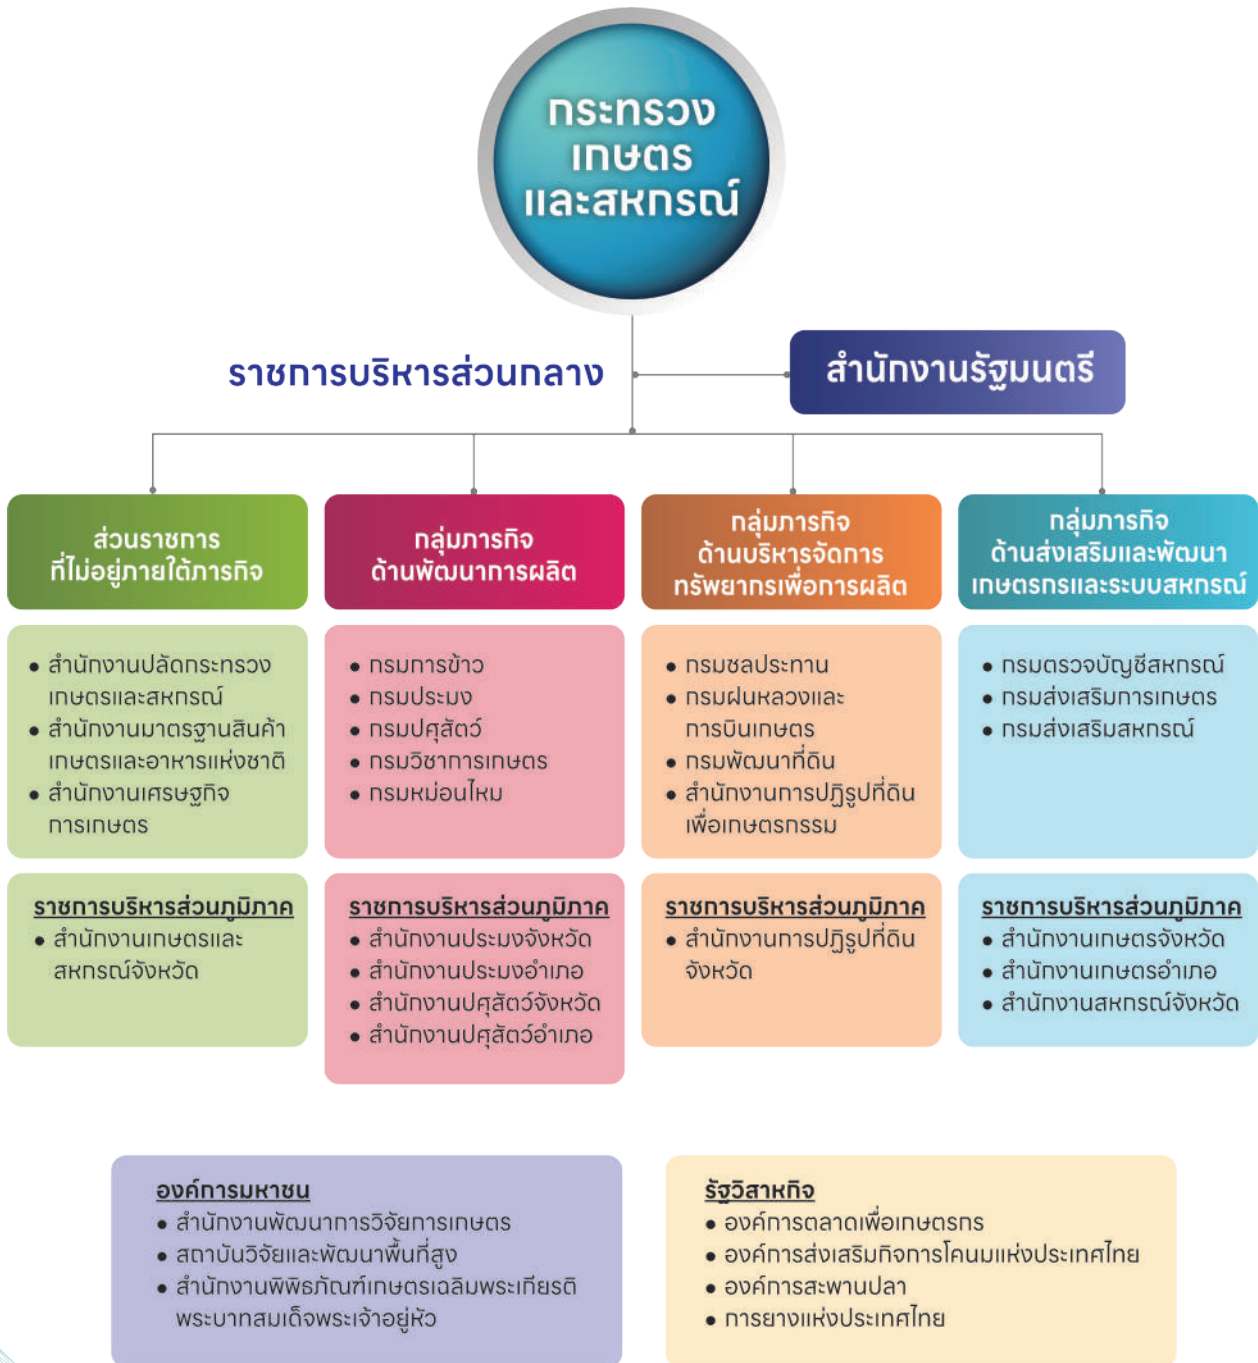 กระทรวง
เกษตร
และสหกรณ์
ราชการบริหารส่วนกลาง
สำนักงานรัฐมนตรี
ส่วนราชการ
ที่ไม่อยู่ภายใต้ภารกิจ
● สำนักงานปลัดกระทรวง
เกษตรและสหกรณ์
● สำนักงานมาตรฐานสินค้า
เกษตรและอาหารแห่งชาติ
● สำนักงานเศรษฐกิจ
การเกษตร
ราชการบริหารส่วนภูมิภาค
● สำนักงานเกษตรและ
สหกรณ์จังหวัด
กลุ่มภารกิจ
ด้านพัฒนาการผลิต
● กรมการข้าว
● กรมประมง
● กรมปศุสัตว์
● กรมวิชาการเกษตร
● กรมหม่อนไหม
ราชการบริหารส่วนภูมิภาค
● สำนักงานประมงจังหวัด
● สำนักงานประมงอำเภอ
● สำนักงานปศุสัตว์จังหวัด
● สำนักงานปศุสัตว์อำเภอ
กลุ่มภารกิจ
ด้านบริหารจัดการ
ทรัพยากรเพื่อการผลิต
● กรมชลประทาน
● กรมฝนหลวงและ
การบินเกษตร
● กรมพัฒนาที่ดิน
● สำนักงานการปฏิรูปที่ดิน
เพื่อเกษตรกรรม
ราชการบริหารส่วนภูมิภาค
● สำนักงานการปฏิรูปที่ดิน
จังหวัด
กลุ่มภารกิจ
ด้านส่งเสริมและพัฒนา
เกษตรกรและระบบสหกรณ์
● กรมตรวจบัญชีสหกรณ์
● กรมส่งเสริมการเกษตร
● กรมส่งเสริมสหกรณ์
ราชการบริหารส่วนภูมิภาค
● สำนักงานเกษตรจังหวัด
● สำนักงานเกษตรอำเภอ
● สำนักงานสหกรณ์จังหวัด
องค์การมหาชน
● สำนักงานพัฒนาการวิจัยการเกษตร
● สถาบันวิจัยและพัฒนาพื้นที่สูง
● สำนักงานพิพิธภัณฑ์เกษตรเฉลิมพระเกียรติ
พระบาทสมเด็จพระเจ้าอยู่หัว
รัฐวิสาหกิจ
● องค์การตลาดเพื่อเกษตรกร
● องค์การส่งเสริมกิจการโคนมแห่งประเทศไทย
● องค์การสะพานปลา
● การยางแห่งประเทศไทย